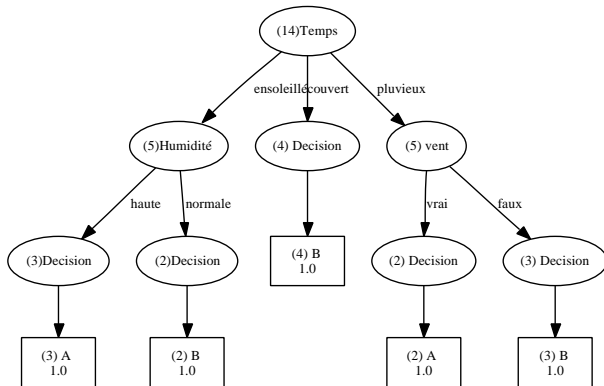 (14)Temps
ensoleillé
couvert
pluvieux
(5)Humidité
(4) Decision
(5) vent
haute
normale
vrai
faux
(3)Decision
(2)Decision
(4) B
1.0
(2) Decision
(3) Decision
(3) A
1.0
(2) B
1.0
(2) A
1.0
(3) B
1.0